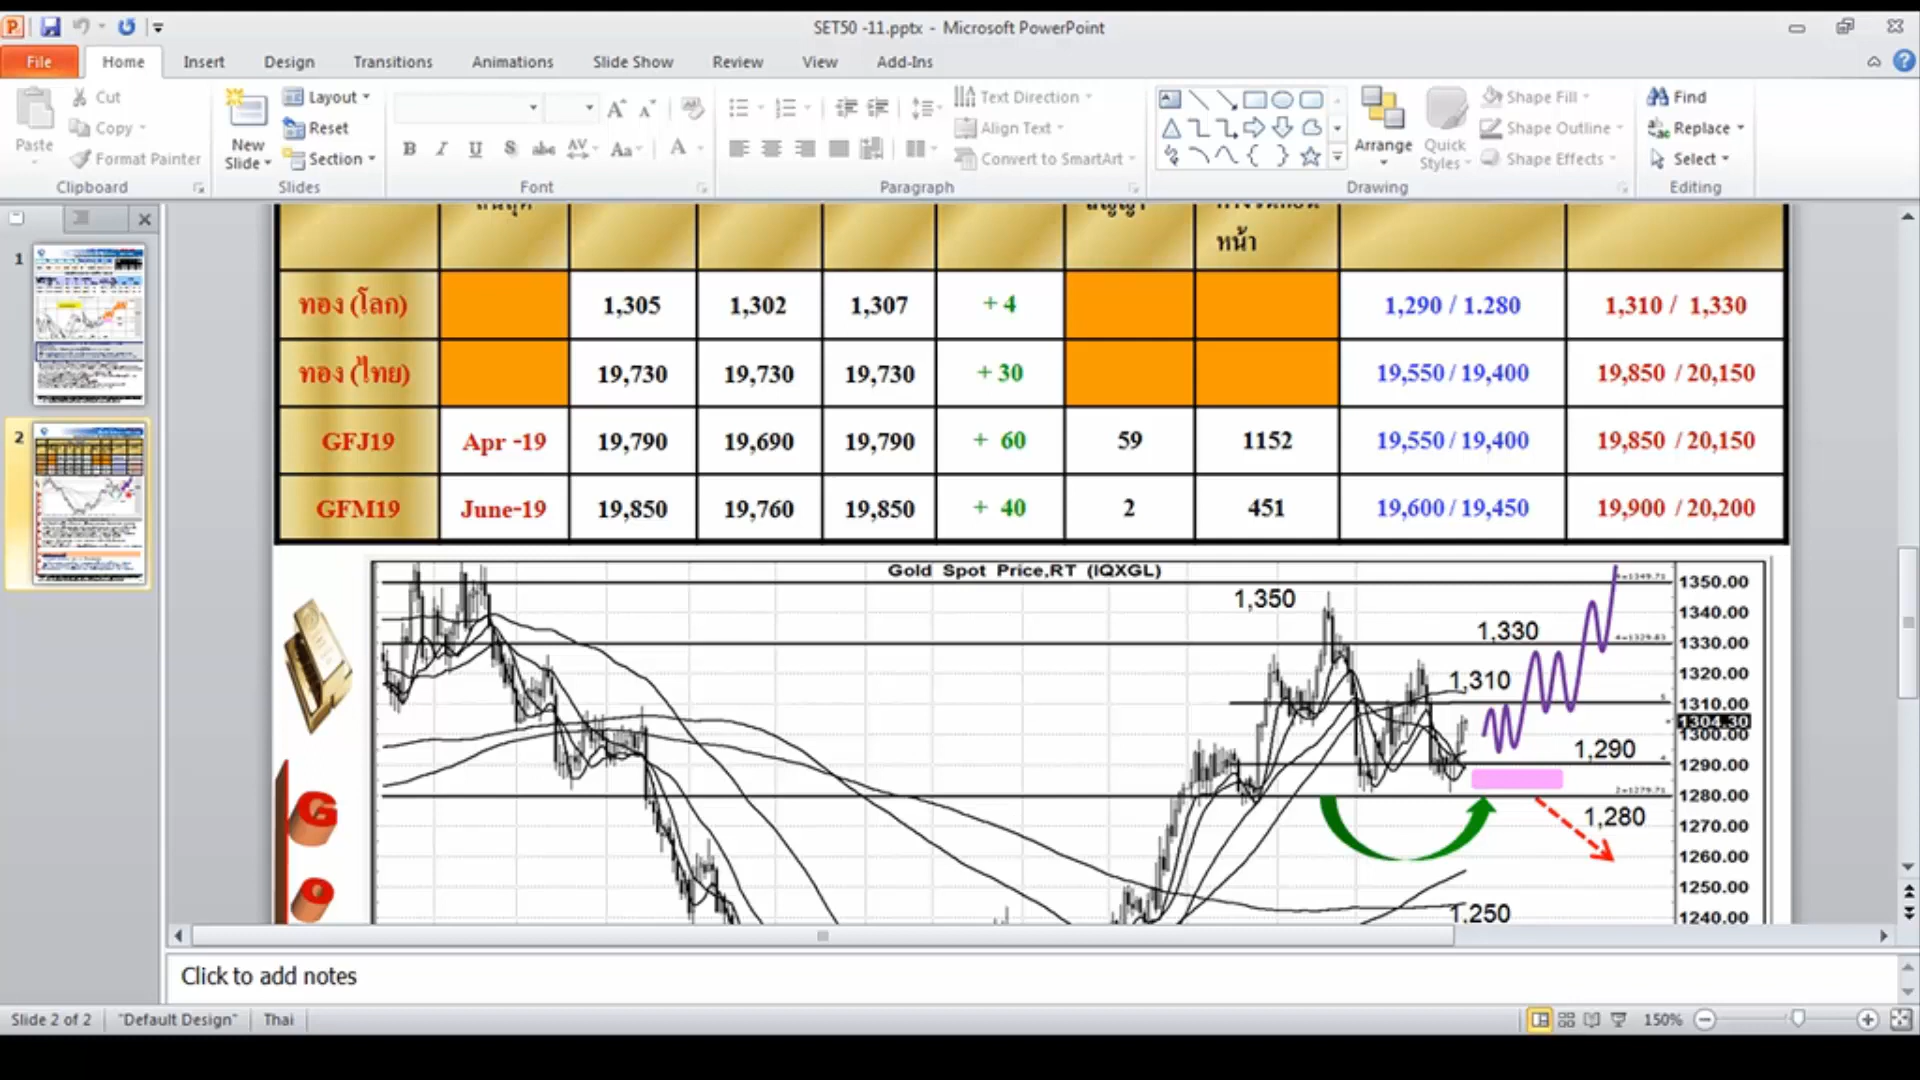 SET50 -11.pptx - Microsoft PowerPoint
File Home Insert Design Transitions Animations Slide Show Review View Add-Ins
Cut
Copy
Format Painter
Paste
Clipboard
New Slide
Layout
Reset
Section
Slides
Font
Text Direction
Align Text
Convert to SmartArt
Paragraph
Arrange
Quick Styles
Shape Fill
Shape Outline
Shape Effects
Drawing
Find
Replace
Select
Editing
1
2
หน้า
ทอง (โลก) 1,305 1,302 1,307 + 4 1,290 / 1.280 1,310 / 1,330
ทอง (ไทย) 19,730 19,730 19,730 + 30 19,550 / 19,400 19,850 / 20,150
GFJ19 Apr -19 19,790 19,690 19,790 + 60 59 1152 19,550 / 19,400 19,850 / 20,150
GFM19 June-19 19,850 19,760 19,850 + 40 2 451 19,600 / 19,450 19,900 / 20,200
Gold Spot Price,RT (IQXGL)
1,350
1,330
1,310
1,290
1,280
1,250
1350.00
1340.00
1330.00
1320.00
1310.00
1304.30
1300.00
1290.00
1280.00
1270.00
1260.00
1250.00
1240.00
G
o
Click to add notes
Slide 2 of 2 "Default Design" Thai 150%